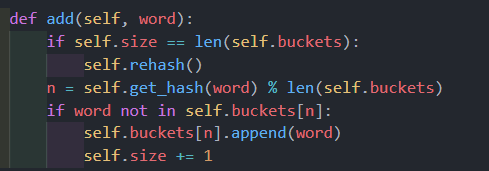 def add(self, word):
    if self.size == len(self.buckets):
        self.rehash()
    n = self.get_hash(word) % len(self.buckets)
    if word not in self.buckets[n]:
        self.buckets[n].append(word)
        self.size += 1